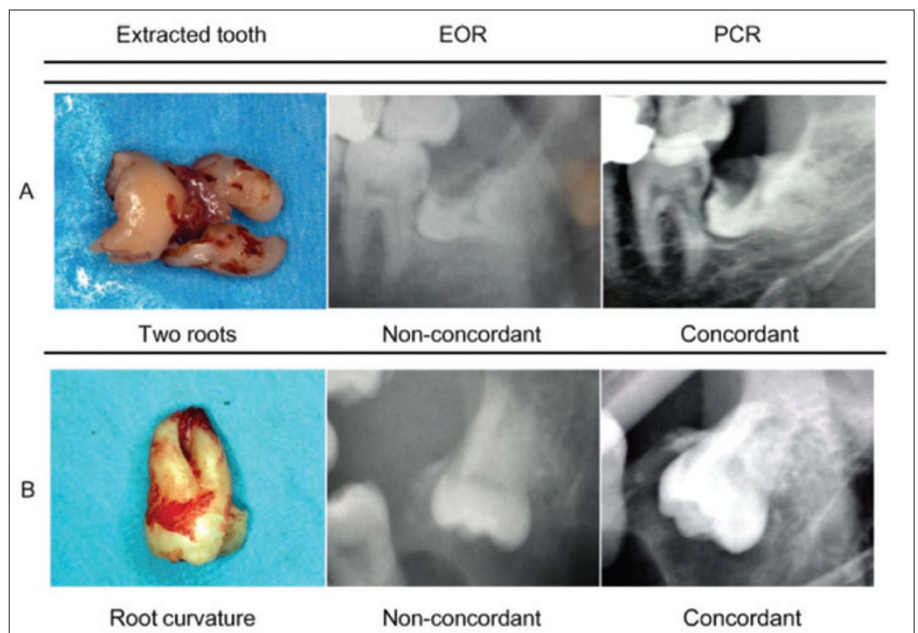 Extracted tooth EOR PCR
A
Two roots Non-concordant Concordant
B
Root curvature Non-concordant Concordant